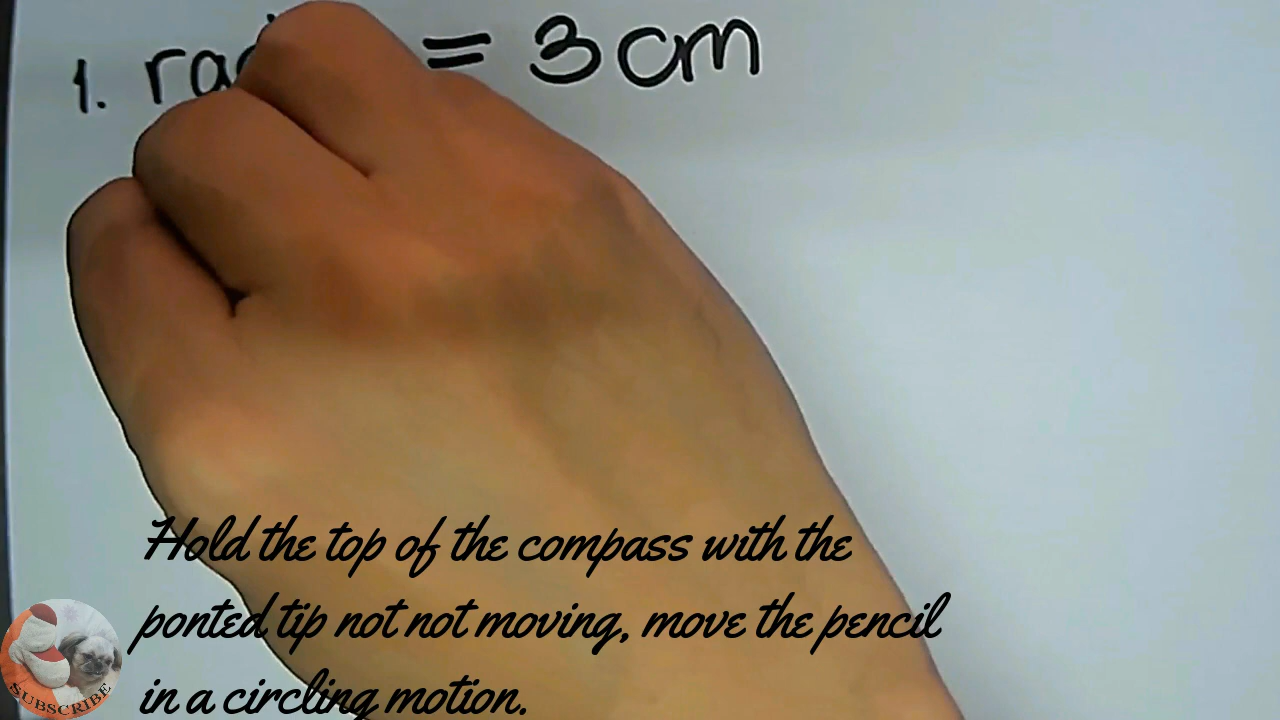 1. = 3cm
Hold the top of the compass with the
ponted tip not not moving, move the pencil
in a circling motion.
SUBSCRIBE